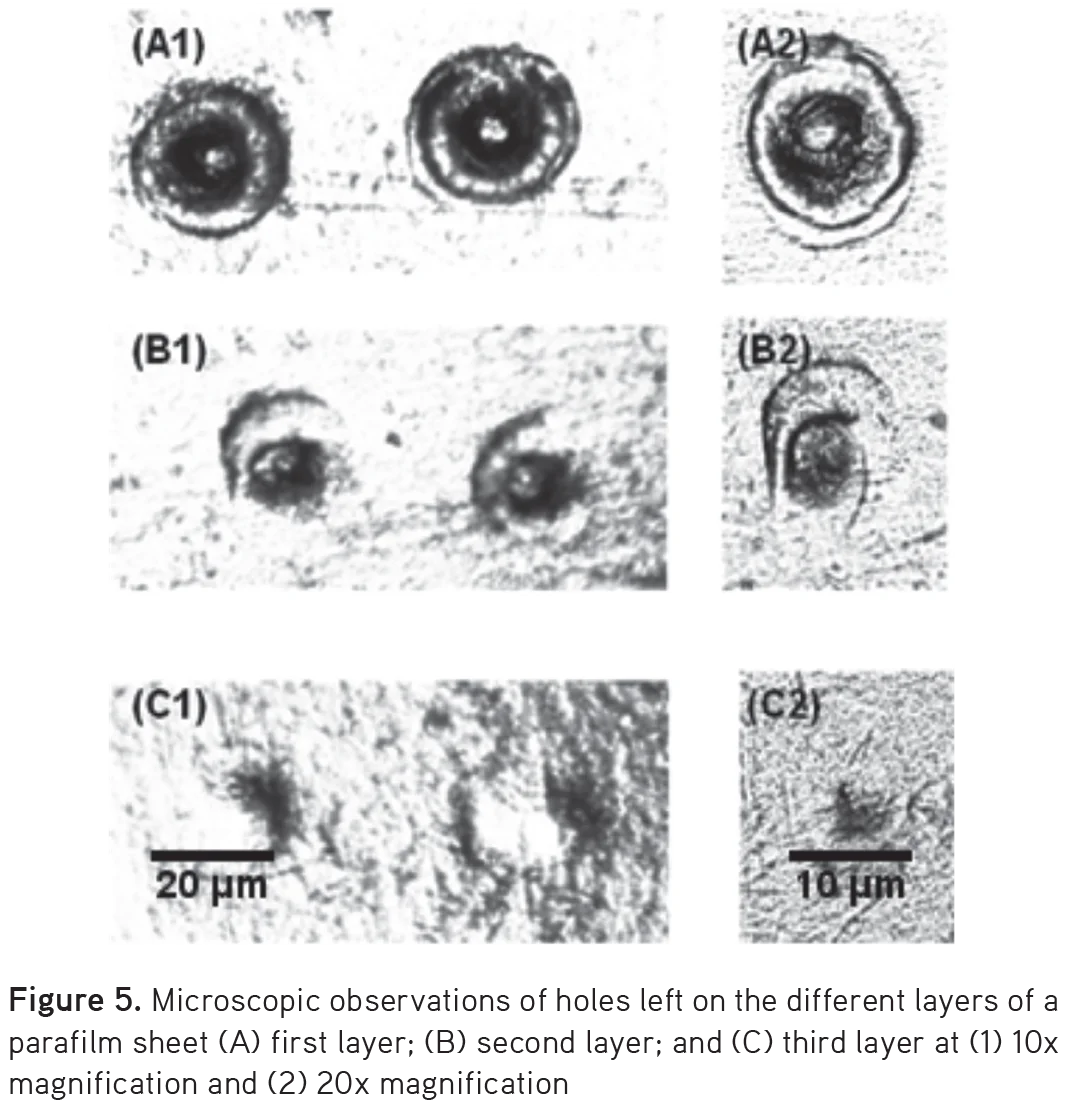 (A1)
(A2)
(B1)
(B2)
(C1)
(C2)
20 µm
10 µm
Figure 5. Microscopic observations of holes left on the different layers of a
parafilm sheet (A) first layer; (B) second layer; and (C) third layer at (1) 10x
magnification and (2) 20x magnification